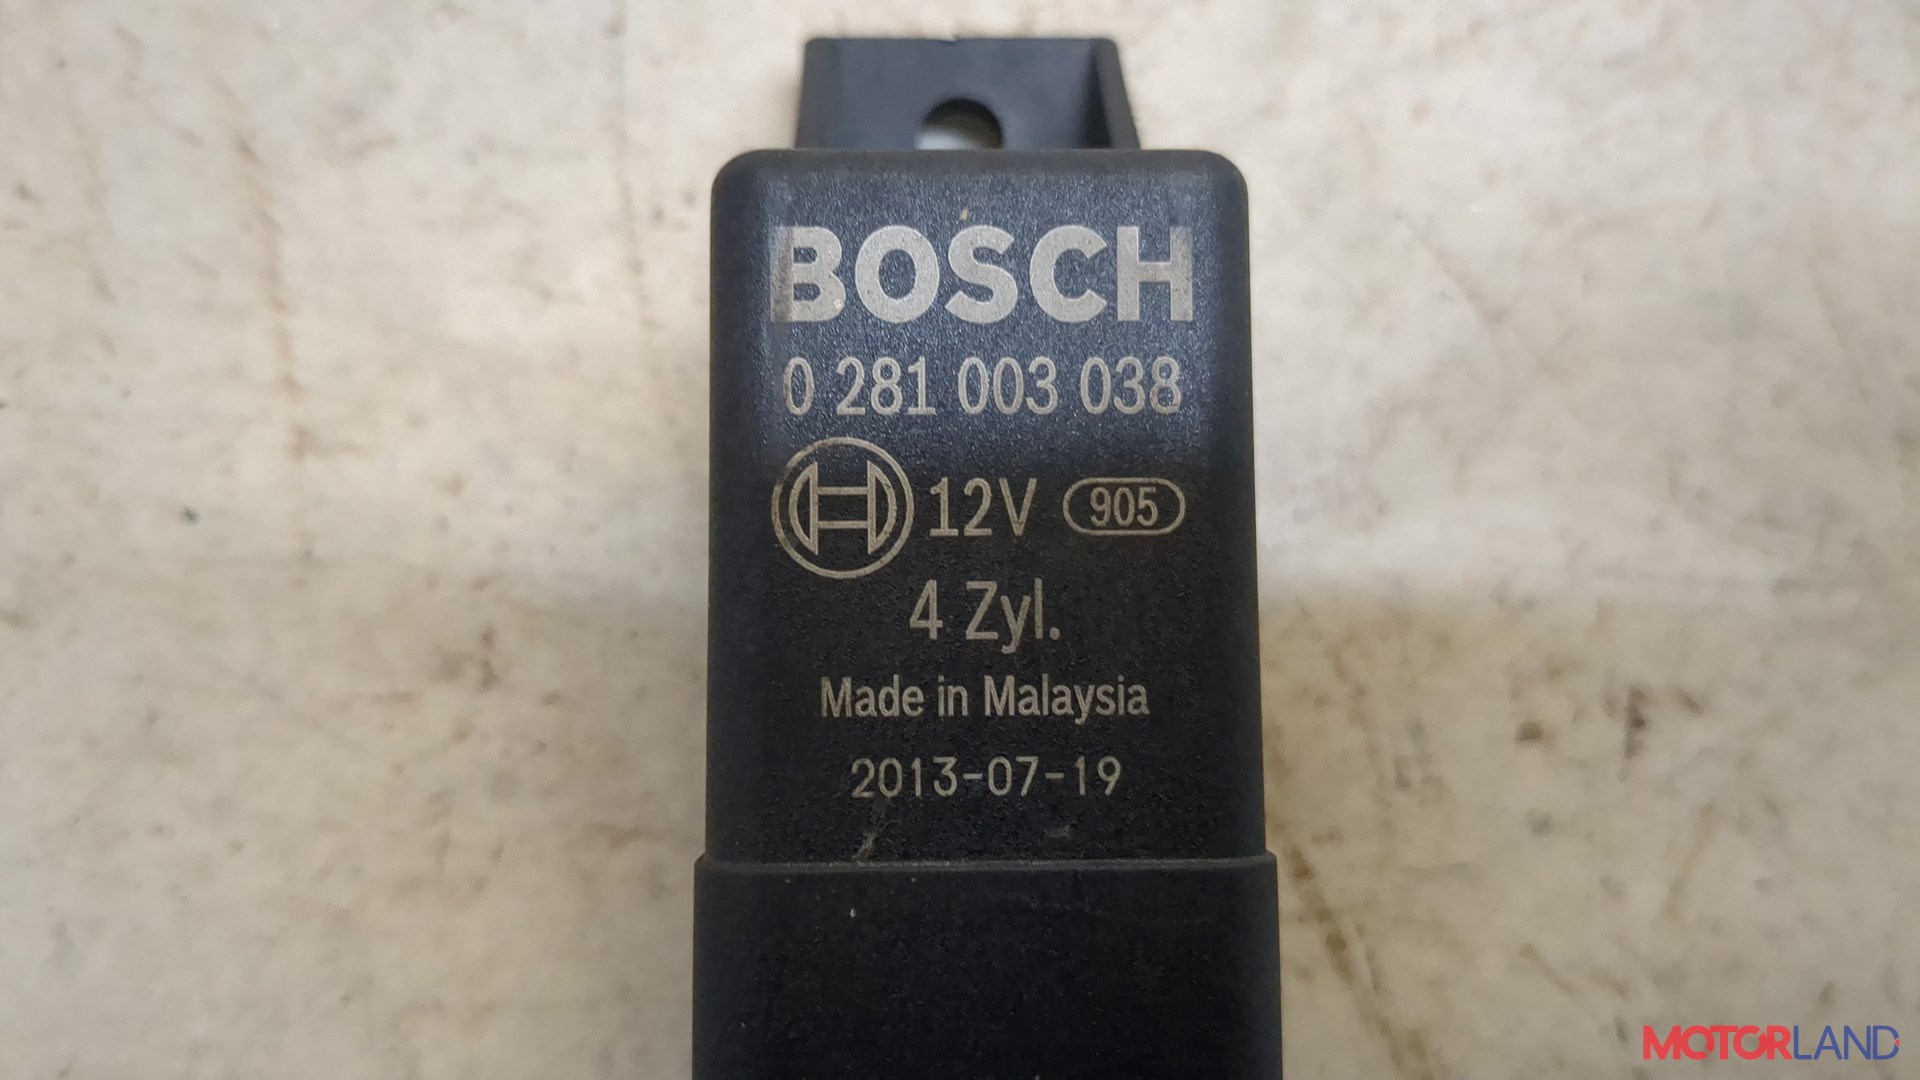 BOSCH
0 281 003 038
12V 905
4 Zyl.
Made in Malaysia
2013-07-19
MOTORLAND